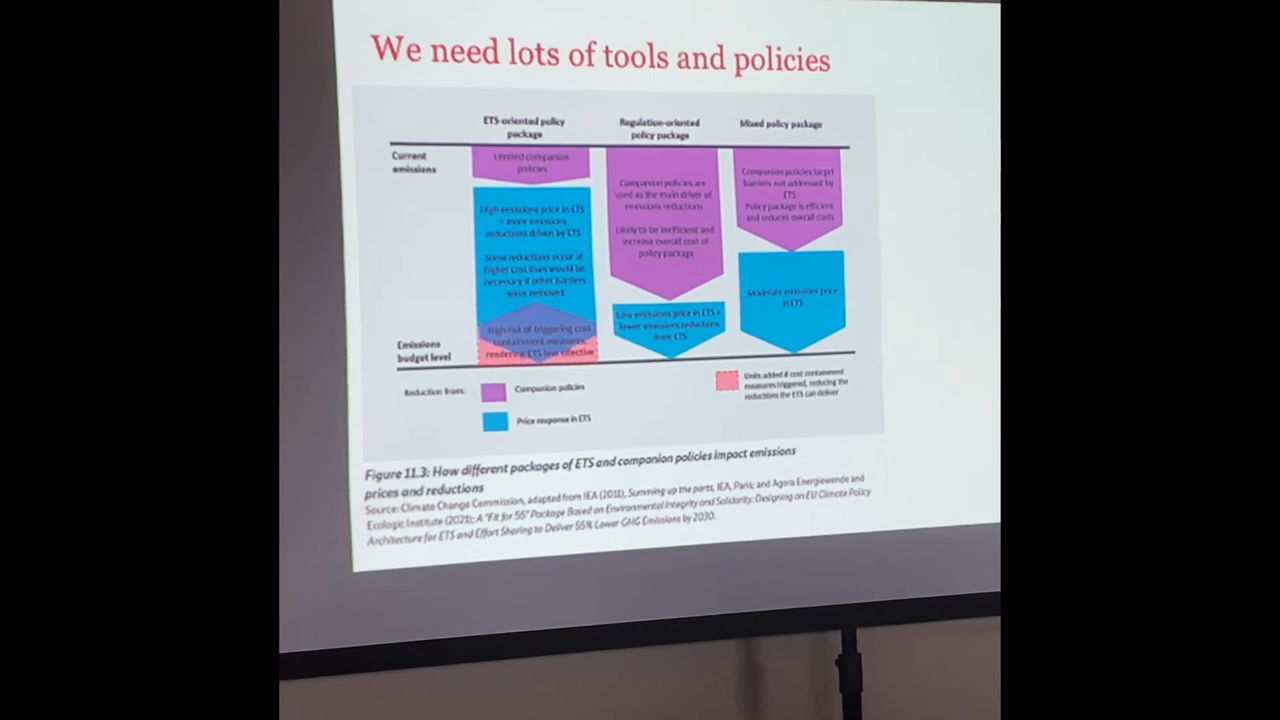 We need lots of tools and policies
ETS-oriented policy
package
Regulation-oriented
policy package
Mixed policy package
Current
emissions
Limited companion
policies
High emissions price in ETS
= more emissions
reductions driven by ETS
Some reductions occur at
higher cost than would be
necessary if other barriers
were removed
High risk of triggering cost
containment measures,
rendering ETS less effective
Companion policies are
used as the main driver of
emissions reductions
Likely to be inefficient and
increase overall cost of
policy package
Low emissions price in ETS =
fewer emissions reductions
from ETS
Companion policies target
barriers not addressed by
ETS
Policy package is efficient
and reduces overall costs
Moderate emissions price
in ETS
Emissions
budget level
Reduction from:
Companion policies
Price response in ETS
Units added if cost containment
measures triggered, reducing the
reductions the ETS can deliver
Figure 11.3: How different packages of ETS and companion policies impact emissions
prices and reductions
Source: Climate Change Commission, adapted from IEA (2011), Summing up the parts, IEA, Paris; and Agora Energiewende and
Ecologic Institute (2021): A "Fit for 55" Package Based on Environmental Integrity and Solidarity: Designing an EU Climate Policy
Architecture for ETS and Effort Sharing to Deliver 55% Lower GHG Emissions by 2030.